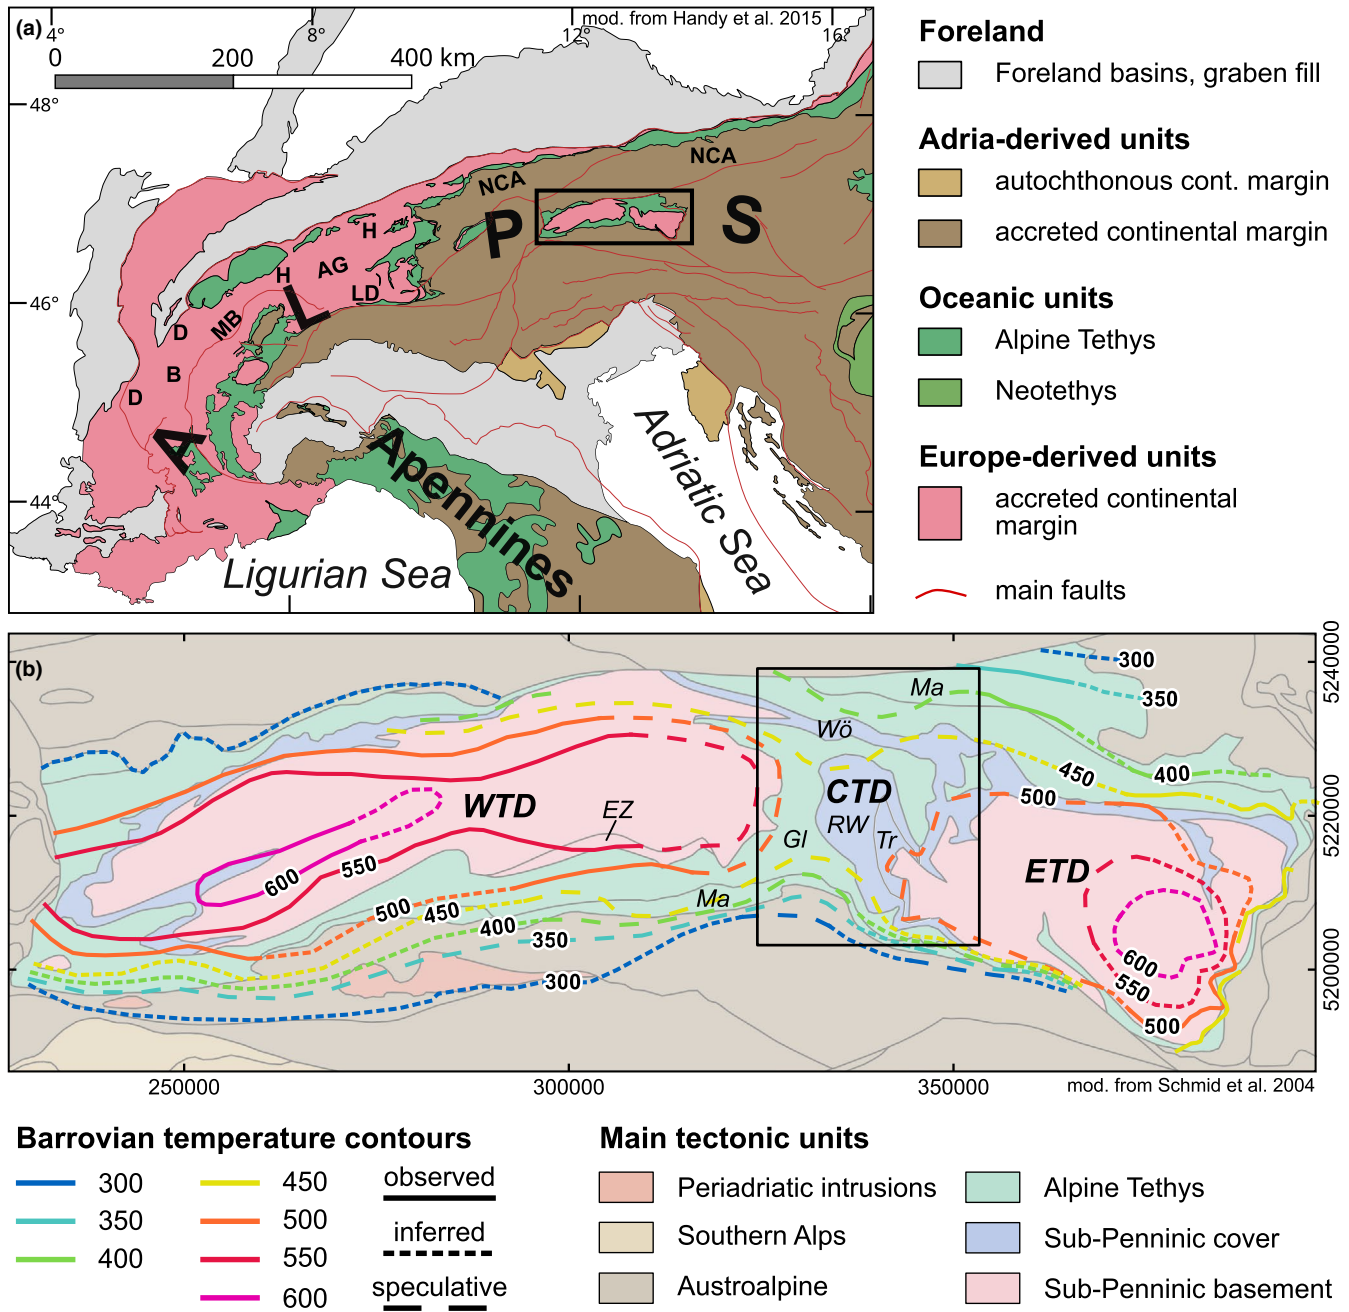 (a)
mod. from Handy et al. 2015
4°
8°
12°
16°
0
200
400 km
48°
46°
44°
NCA
NCA
H
H
AG
LD
D
MB
B
D
A
L
P
S
Apennines
Adriatic Sea
Ligurian Sea
Foreland
Foreland basins, graben fill
Adria-derived units
autochthonous cont. margin
accreted continental margin
Oceanic units
Alpine Tethys
Neotethys
Europe-derived units
accreted continental
margin
main faults
(b)
300
350
Ma
Wö
450
400
500
CTD
RW
Tr
Gl
WTD
EZ
ETD
600
550
500
450
400
350
300
Ma
600
550
500
5240000
5220000
5200000
250000
300000
350000
mod. from Schmid et al. 2004
Barrovian temperature contours
300
350
400
450
500
550
600
observed
inferred
speculative
Main tectonic units
Periadriatic intrusions
Southern Alps
Austroalpine
Alpine Tethys
Sub-Penninic cover
Sub-Penninic basement